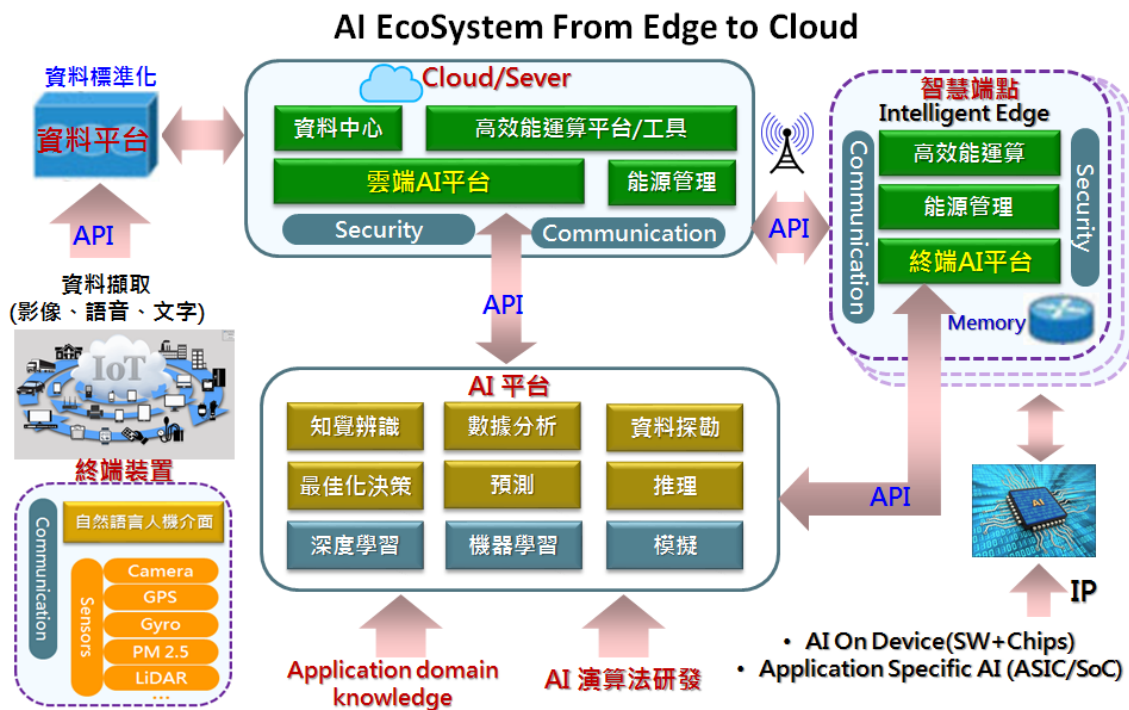 AI EcoSystem From Edge to Cloud
資料標準化
資料平台
API
資料擷取
(影像、語音、文字)
IoT
終端裝置
Communication
自然語言人機介面
Sensors
Camera
GPS
Gyro
PM 2.5
LiDAR
...
Cloud/Sever
資料中心
高效能運算平台/工具
雲端AI平台
能源管理
Security
Communication
API
API
智慧端點
Intelligent Edge
Communication
高效能運算
能源管理
終端AI平台
Security
Memory
AI 平台
知覺辨識
數據分析
資料探勘
最佳化決策
預測
推理
深度學習
機器學習
模擬
API
AI
IP
Application domain
knowledge
AI 演算法研發
• AI On Device(SW+Chips)
• Application Specific AI (ASIC/SoC)